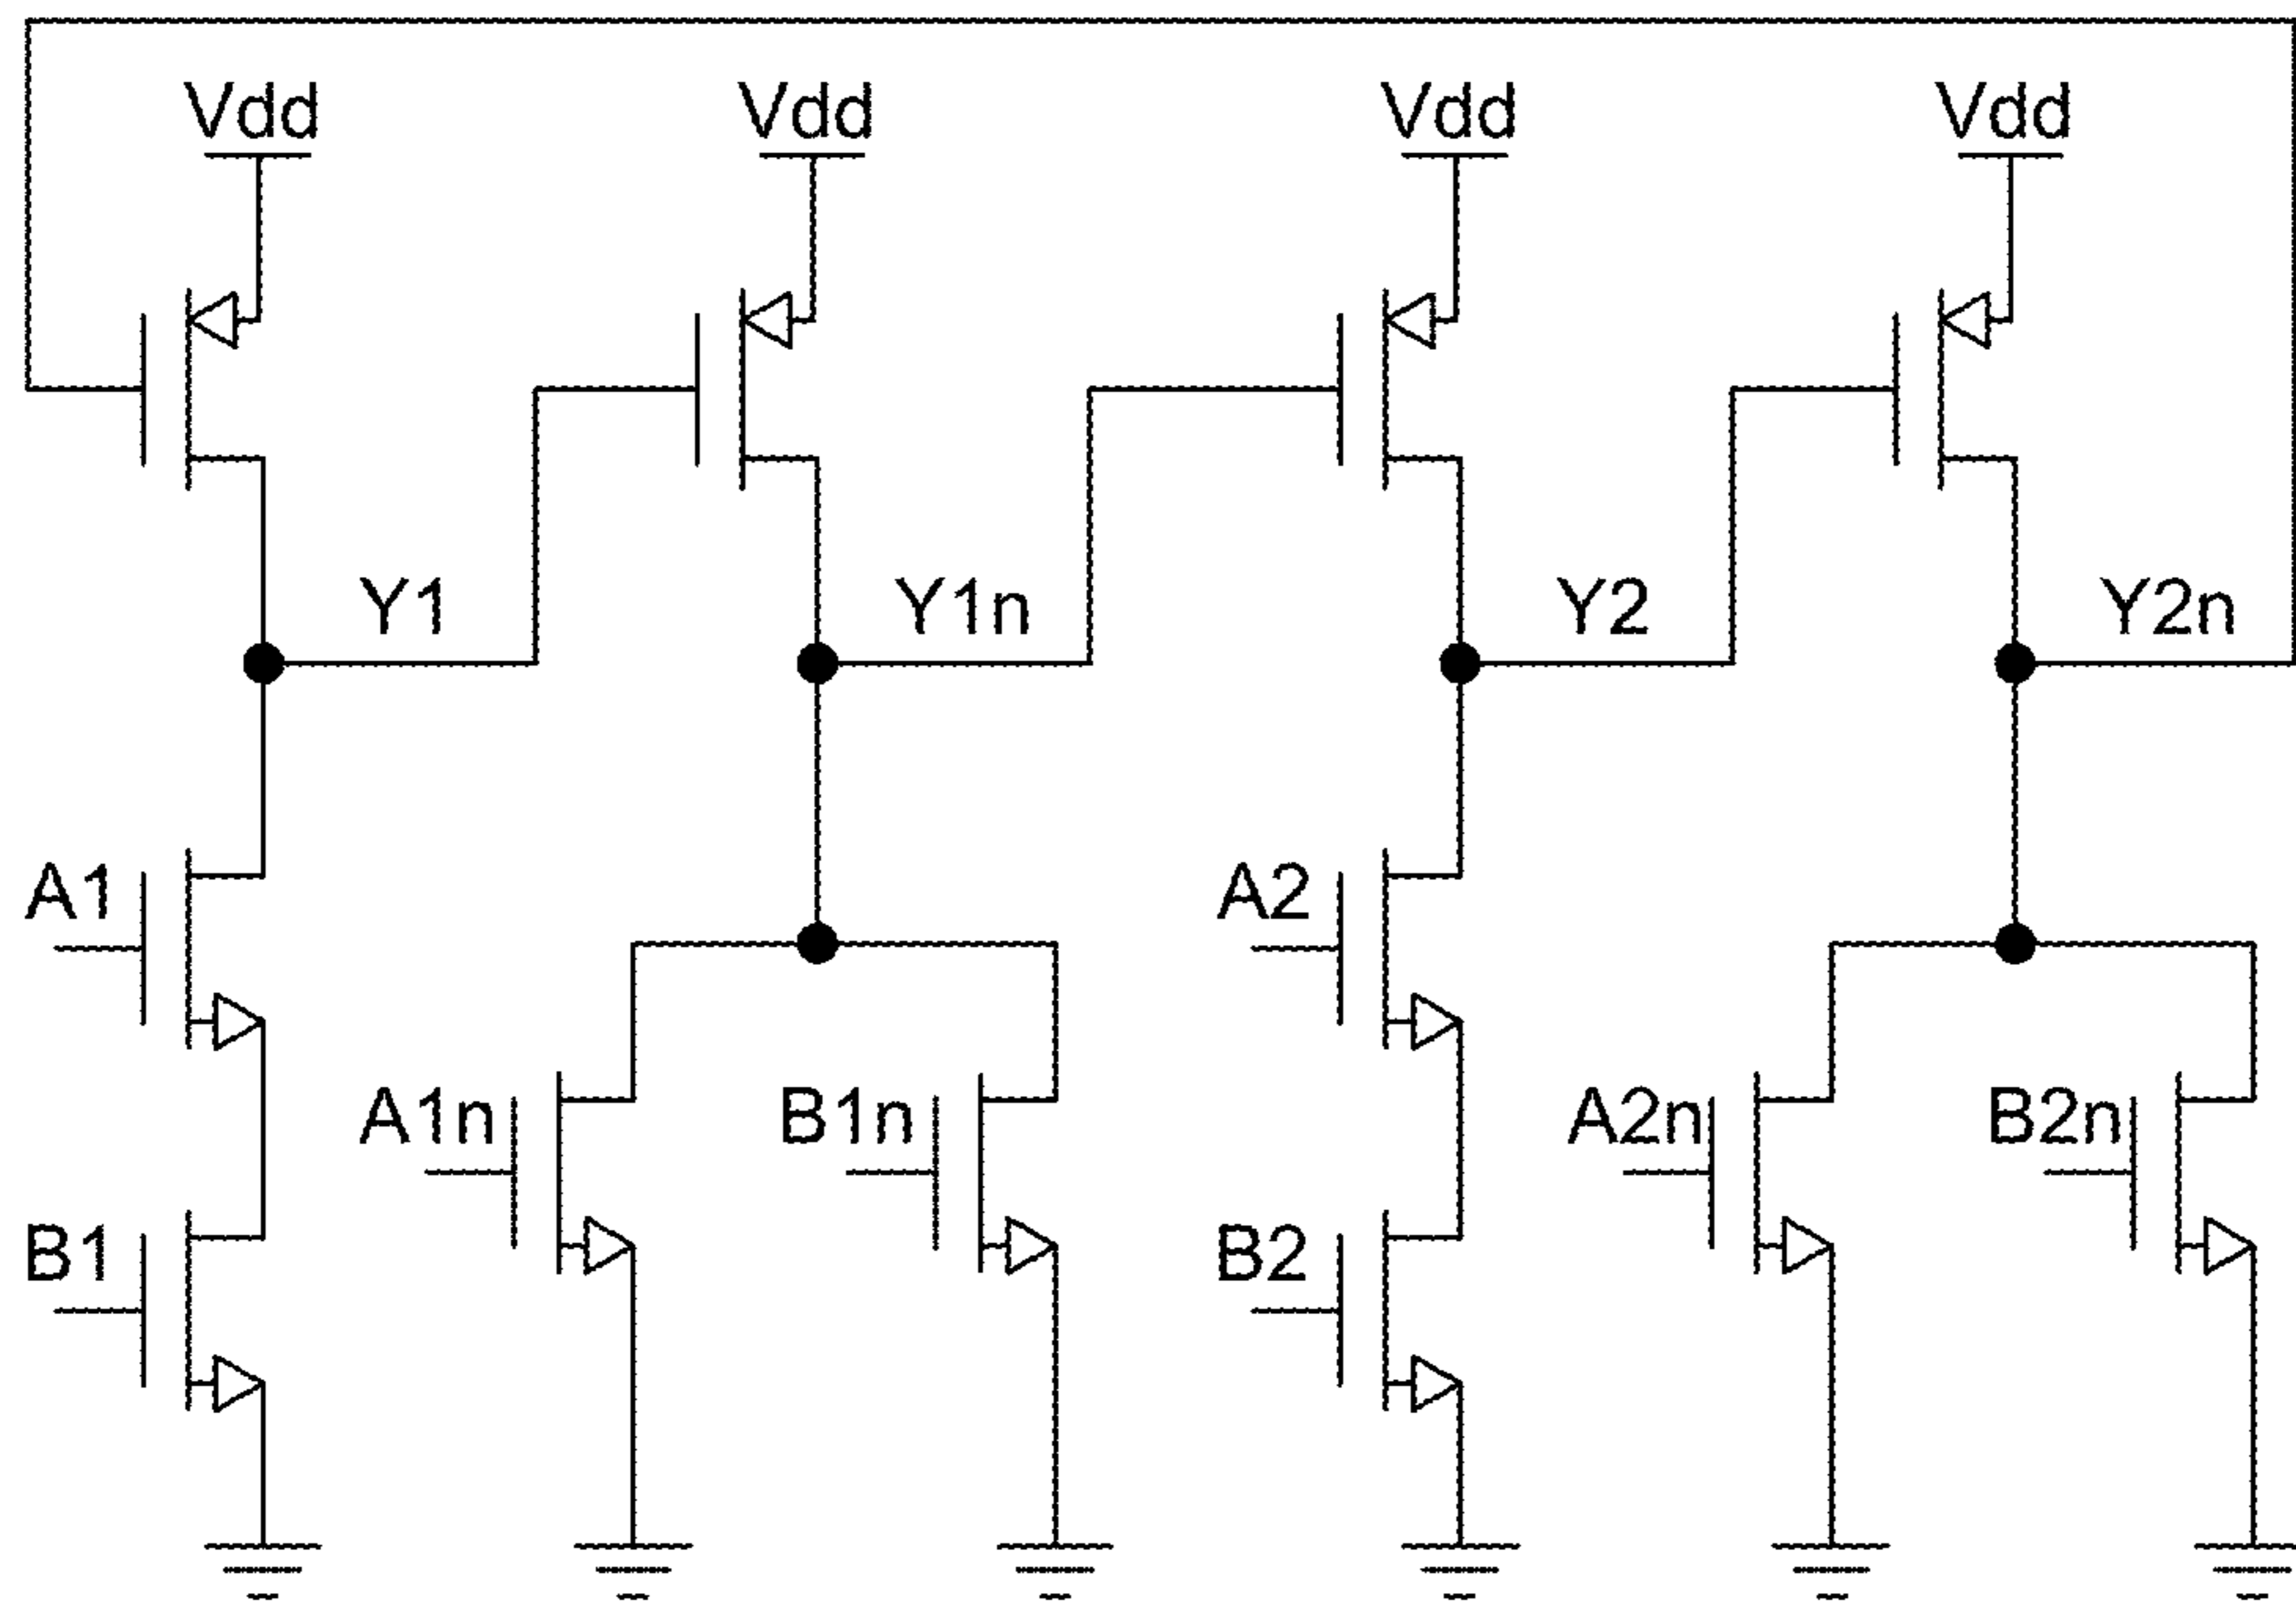 Vdd Vdd Vdd Vdd
Y1 Y1n Y2 Y2n
A1 A2
A1n B1n A2n B2n
B1 B2